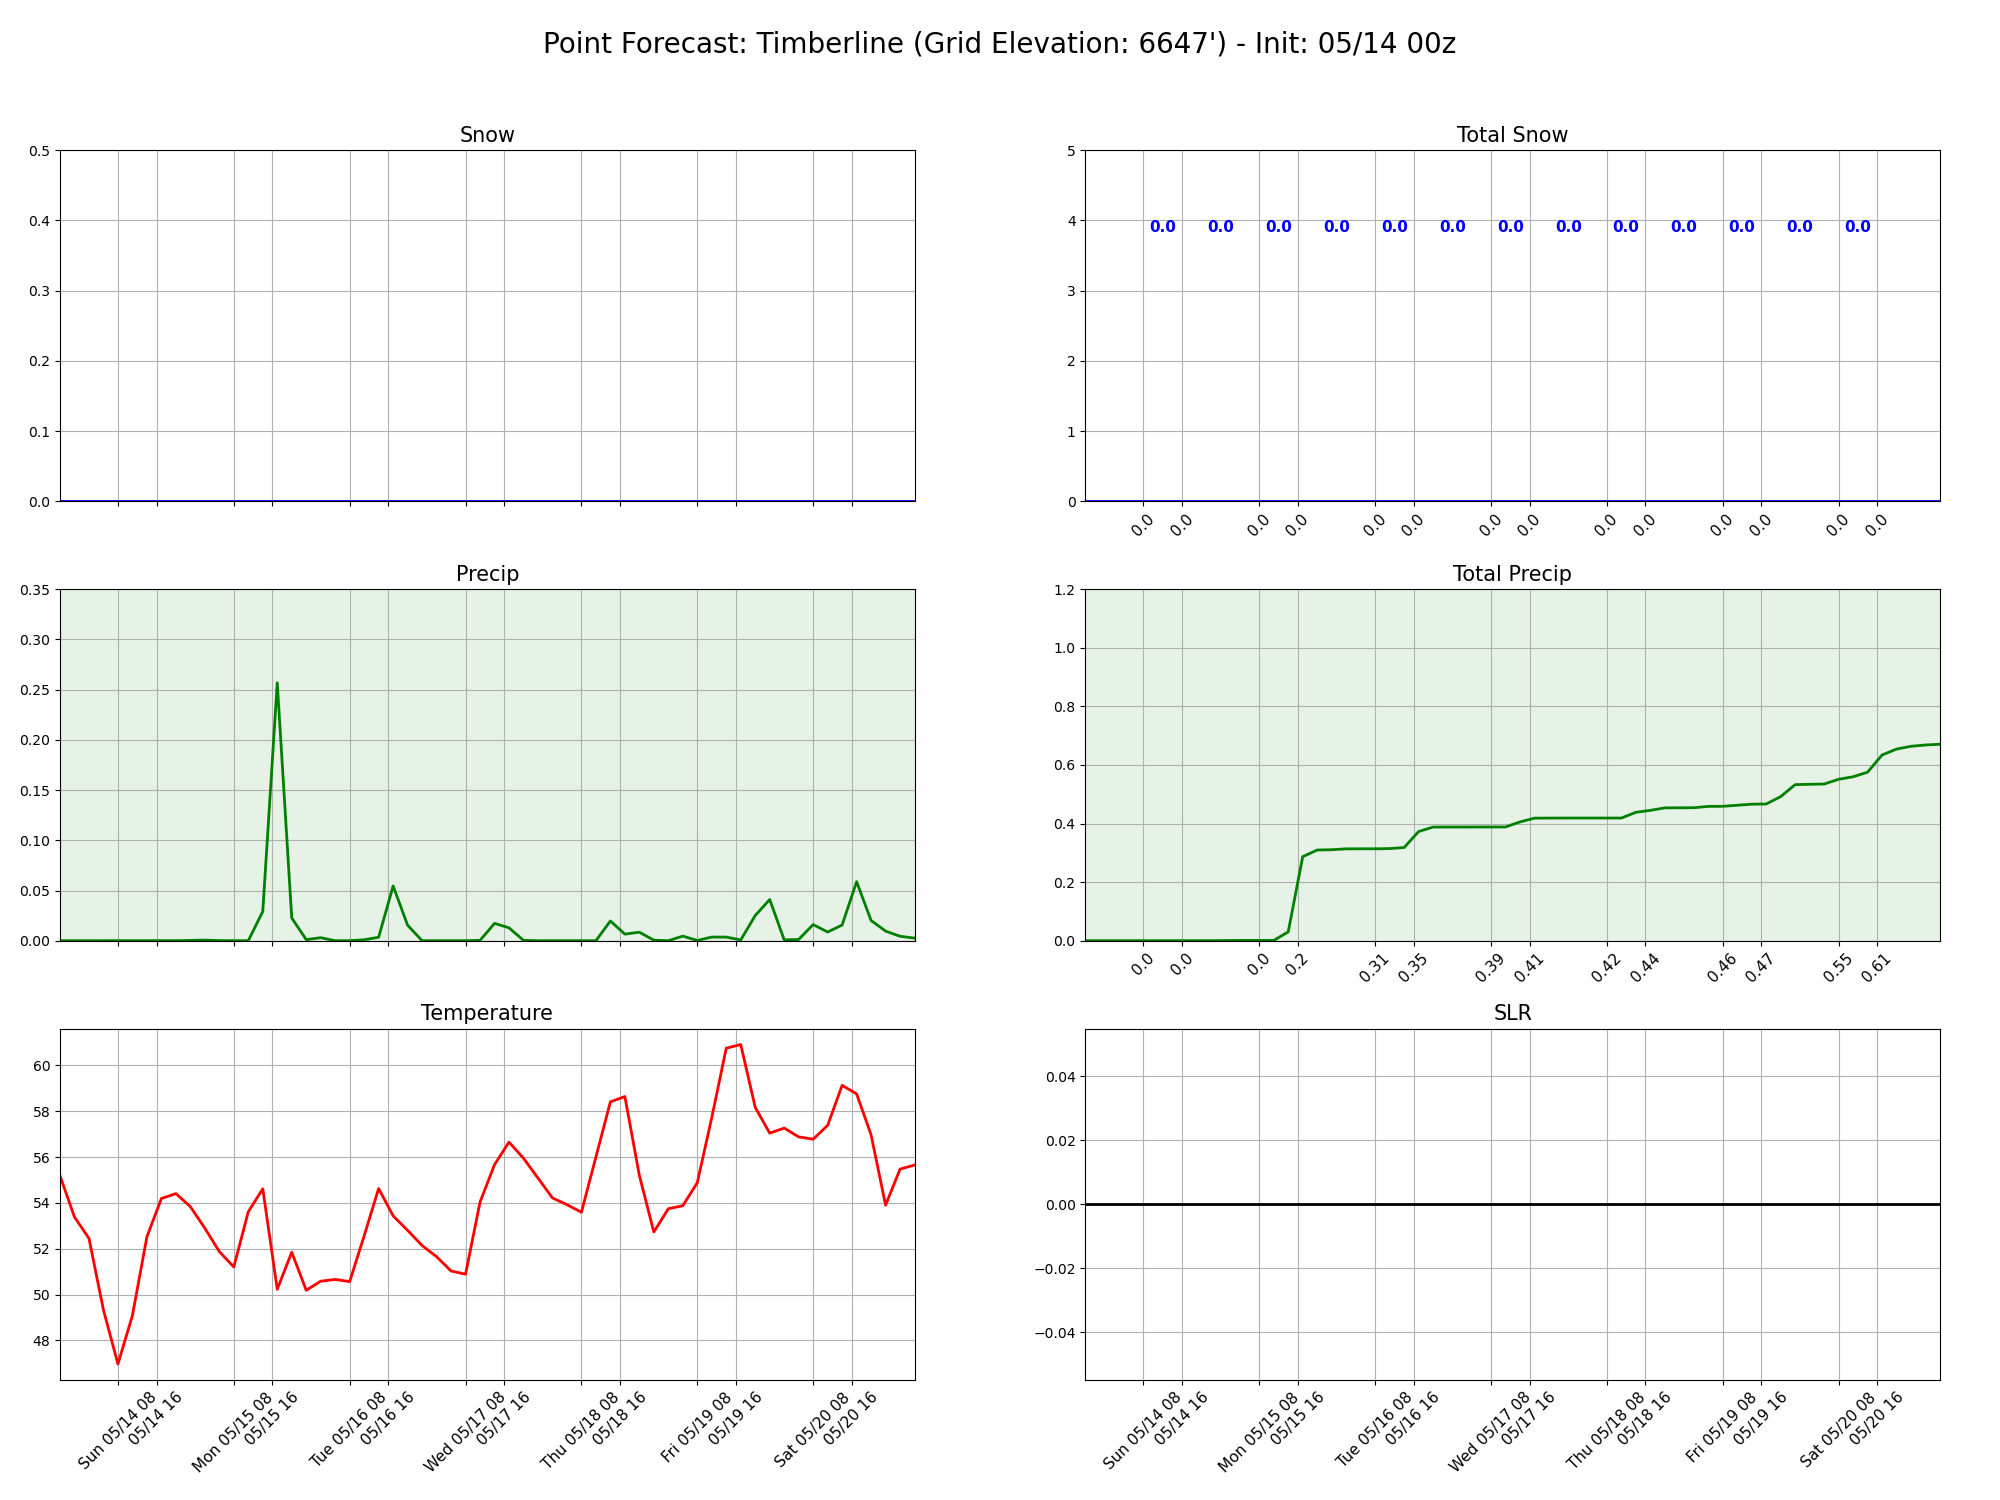 Point Forecast: Timberline (Grid Elevation: 6647') - Init: 05/14 00z
Snow
0.5
0.4
0.3
0.2
0.1
0.0
Total Snow
5
4
3
2
1
0
0.0 0.0 0.0 0.0 0.0 0.0 0.0 0.0 0.0 0.0 0.0 0.0 0.0
0.0 0.0 0.0 0.0 0.0 0.0 0.0 0.0 0.0 0.0 0.0 0.0 0.0 0.0
Precip
0.35
0.30
0.25
0.20
0.15
0.10
0.05
0.00
Total Precip
1.2
1.0
0.8
0.6
0.4
0.2
0.0
0.0 0.0 0.0 0.2 0.31 0.35 0.39 0.41 0.42 0.44 0.46 0.47 0.55 0.61
Temperature
60
58
56
54
52
50
48
Sun 05/14 08
05/14 16
Mon 05/15 08
05/15 16
Tue 05/16 08
05/16 16
Wed 05/17 08
05/17 16
Thu 05/18 08
05/18 16
Fri 05/19 08
05/19 16
Sat 05/20 08
05/20 16
SLR
0.04
0.02
0.00
−0.02
−0.04
Sun 05/14 08
05/14 16
Mon 05/15 08
05/15 16
Tue 05/16 08
05/16 16
Wed 05/17 08
05/17 16
Thu 05/18 08
05/18 16
Fri 05/19 08
05/19 16
Sat 05/20 08
05/20 16